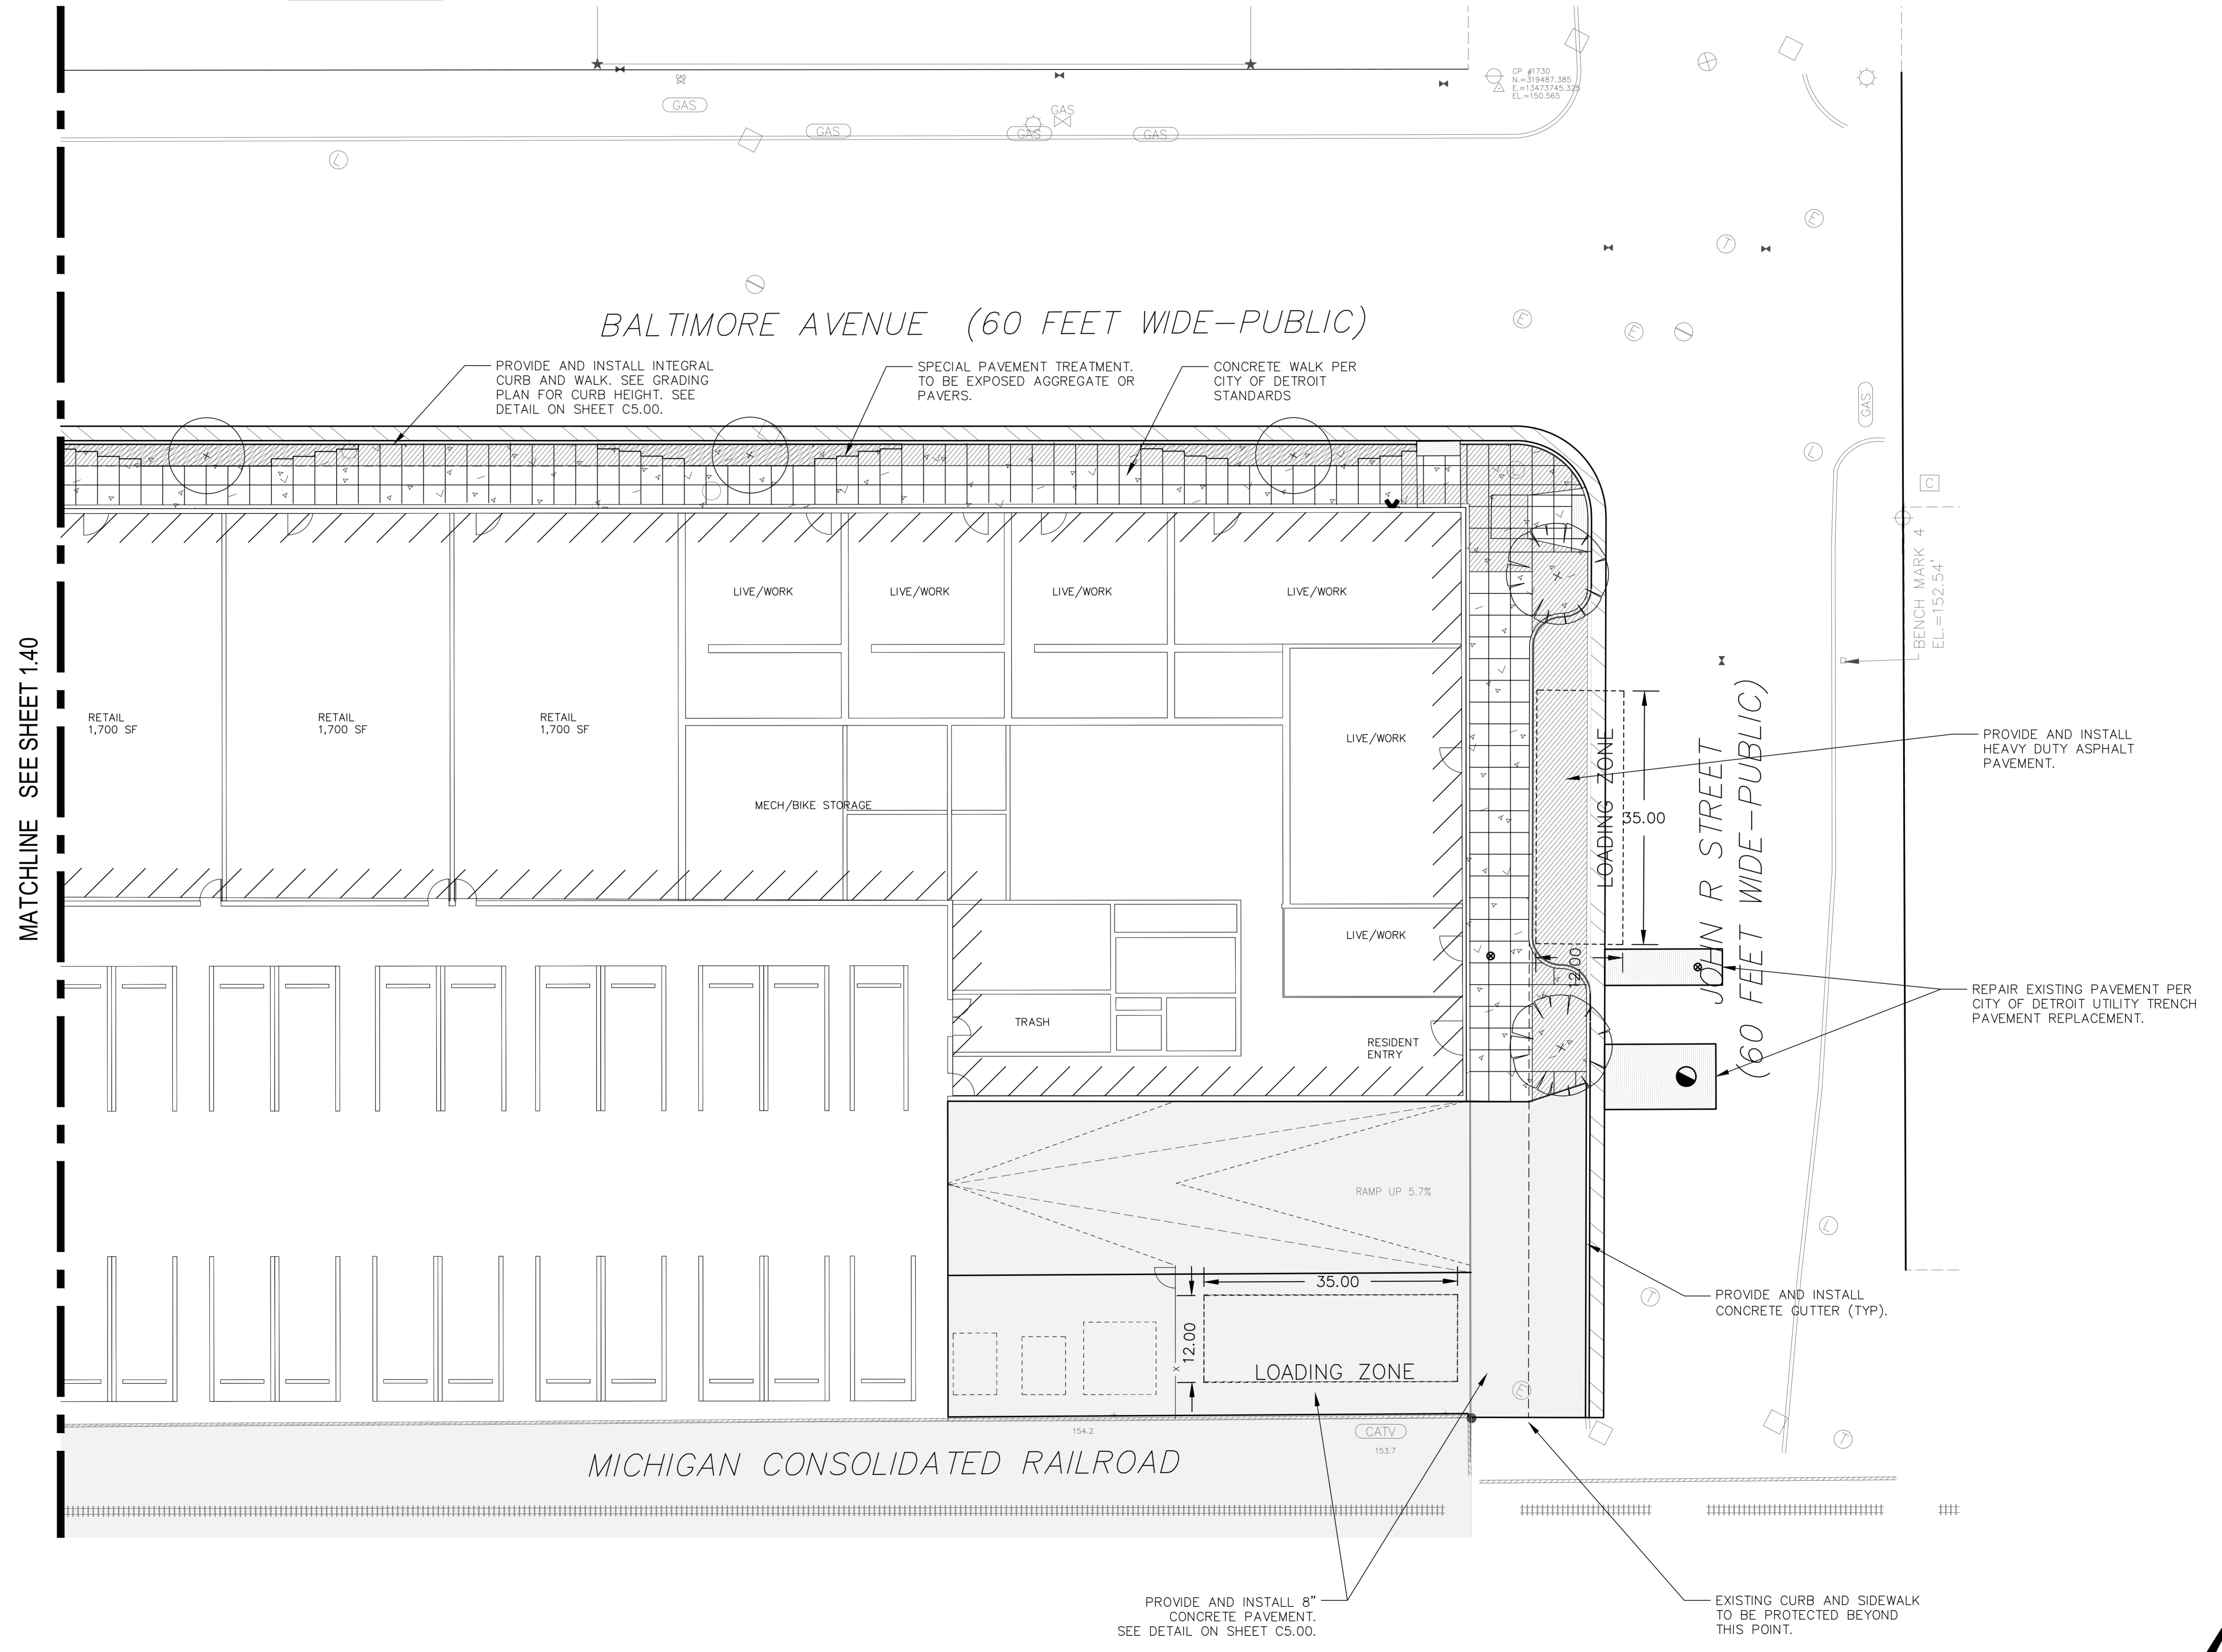 CP #1730
N.=319487.385
E.=13473745.325
EL.=150.565
GAS
GAS
GAS
GAS
GAS
GAS
BALTIMORE AVENUE (60 FEET WIDE-PUBLIC)
PROVIDE AND INSTALL INTEGRAL
CURB AND WALK. SEE GRADING
PLAN FOR CURB HEIGHT. SEE
DETAIL ON SHEET C5.00.
SPECIAL PAVEMENT TREATMENT.
TO BE EXPOSED AGGREGATE OR
PAVERS.
CONCRETE WALK PER
CITY OF DETROIT
STANDARDS
L
E
T
E
E
GAS
L
L
C
BENCH MARK 4
EL.=152.54'
MATCHLINE SEE SHEET 1.40
LIVE/WORK
LIVE/WORK
LIVE/WORK
LIVE/WORK
RETAIL
1,700 SF
RETAIL
1,700 SF
RETAIL
1,700 SF
LIVE/WORK
MECH/BIKE STORAGE
LOADING ZONE
35.00
12.00
JOHN R STREET
(60 FEET WIDE-PUBLIC)
PROVIDE AND INSTALL
HEAVY DUTY ASPHALT
PAVEMENT.
LIVE/WORK
TRASH
RESIDENT
ENTRY
REPAIR EXISTING PAVEMENT PER
CITY OF DETROIT UTILITY TRENCH
PAVEMENT REPLACEMENT.
RAMP UP 5.7%
L
T
35.00
12.00
X
LOADING ZONE
E
PROVIDE AND INSTALL
CONCRETE GUTTER (TYP).
154.2
CATV
153.7
T
MICHIGAN CONSOLIDATED RAILROAD
PROVIDE AND INSTALL 8"
CONCRETE PAVEMENT.
SEE DETAIL ON SHEET C5.00.
EXISTING CURB AND SIDEWALK
TO BE PROTECTED BEYOND
THIS POINT.